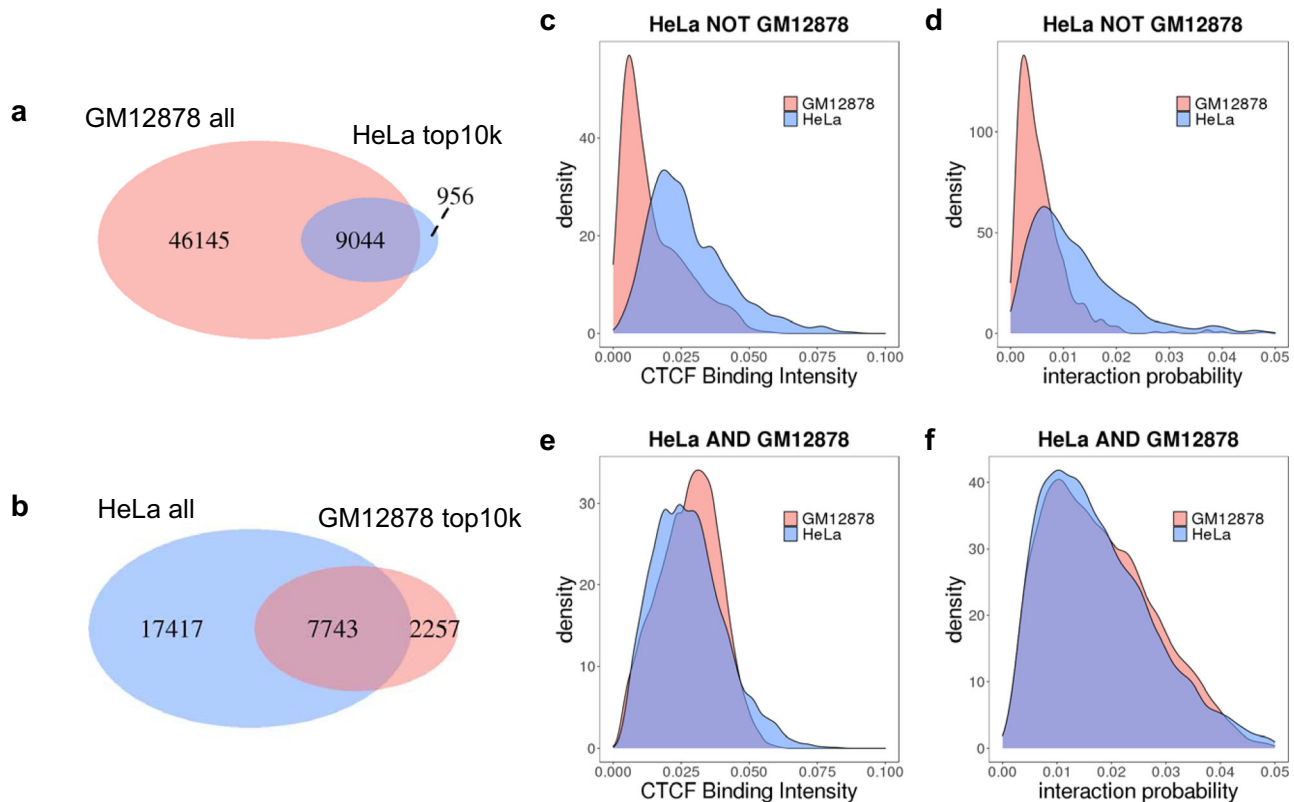 a
GM12878 all
HeLa top10k
956
46145
9044
b
HeLa all
GM12878 top10k
17417
7743
2257
c
HeLa NOT GM12878
GM12878
HeLa
density
40
20
0
0.000
0.025
0.050
0.075
0.100
CTCF Binding Intensity
d
HeLa NOT GM12878
GM12878
HeLa
density
100
50
0
0.00
0.01
0.02
0.03
0.04
0.05
interaction probability
e
HeLa AND GM12878
GM12878
HeLa
density
30
20
10
0
0.000
0.025
0.050
0.075
0.100
CTCF Binding Intensity
f
HeLa AND GM12878
GM12878
HeLa
density
40
30
20
10
0
0.00
0.01
0.02
0.03
0.04
0.05
interaction probability